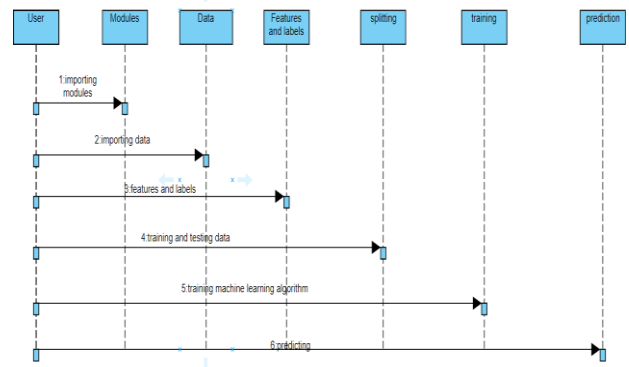 User
Modules
Data
Features
and labels
splitting
training
prediction
1:importing
modules
2:importing data
3:features and labels
4:training and testing data
5:training machine learning algorithm
6:predicting